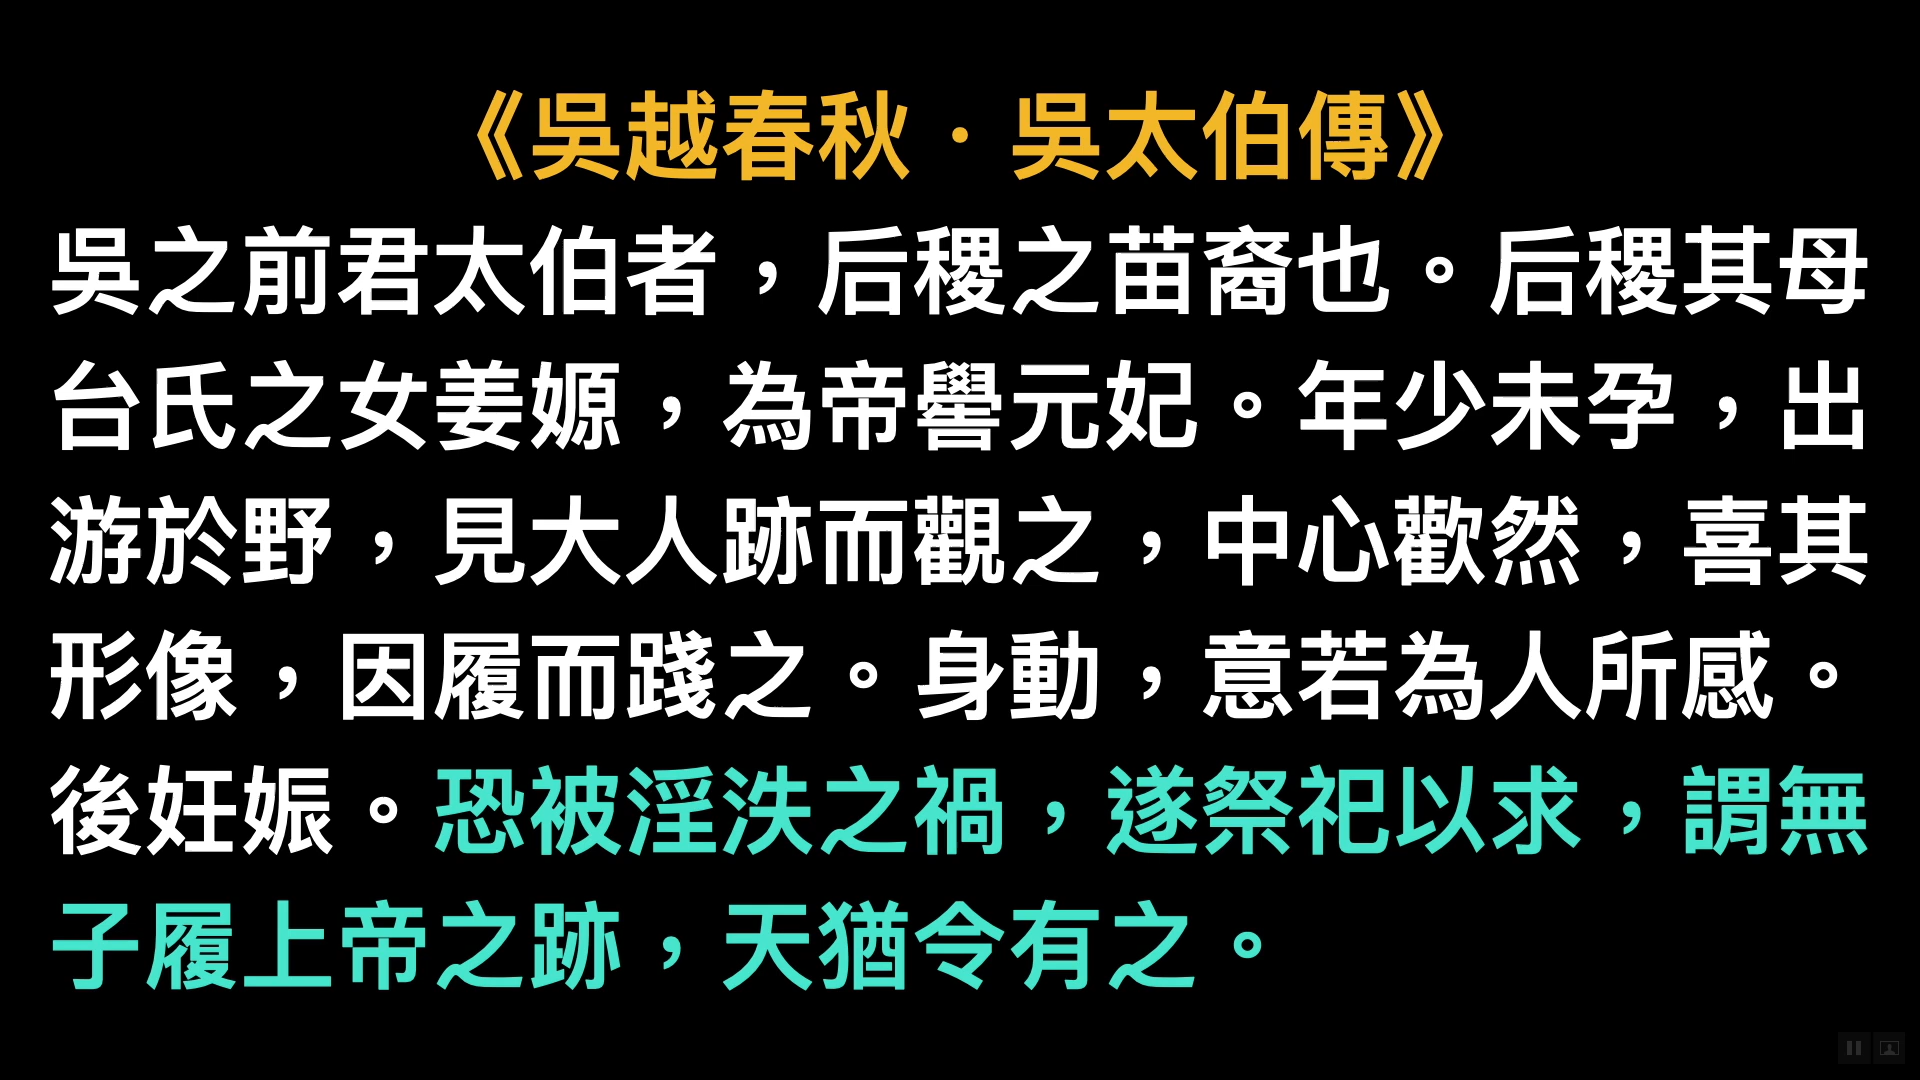 《吳越春秋．吳太伯傳》
吳之前君太伯者，后稷之苗裔也。后稷其母
台氏之女姜嫄，為帝嚳元妃。年少未孕，出
游於野，見大人跡而觀之，中心歡然，喜其
形像，因履而踐之。身動，意若為人所感。
後妊娠。恐被淫泆之禍，遂祭祀以求，謂無
子履上帝之跡，天猶令有之。